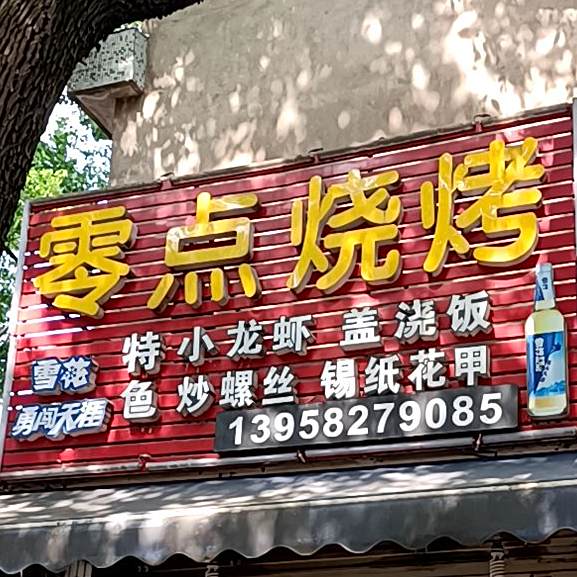 零点烧烤
特色
小龙虾 盖浇饭
炒螺丝 锡纸花甲
雪花
勇闯天涯
13958279085